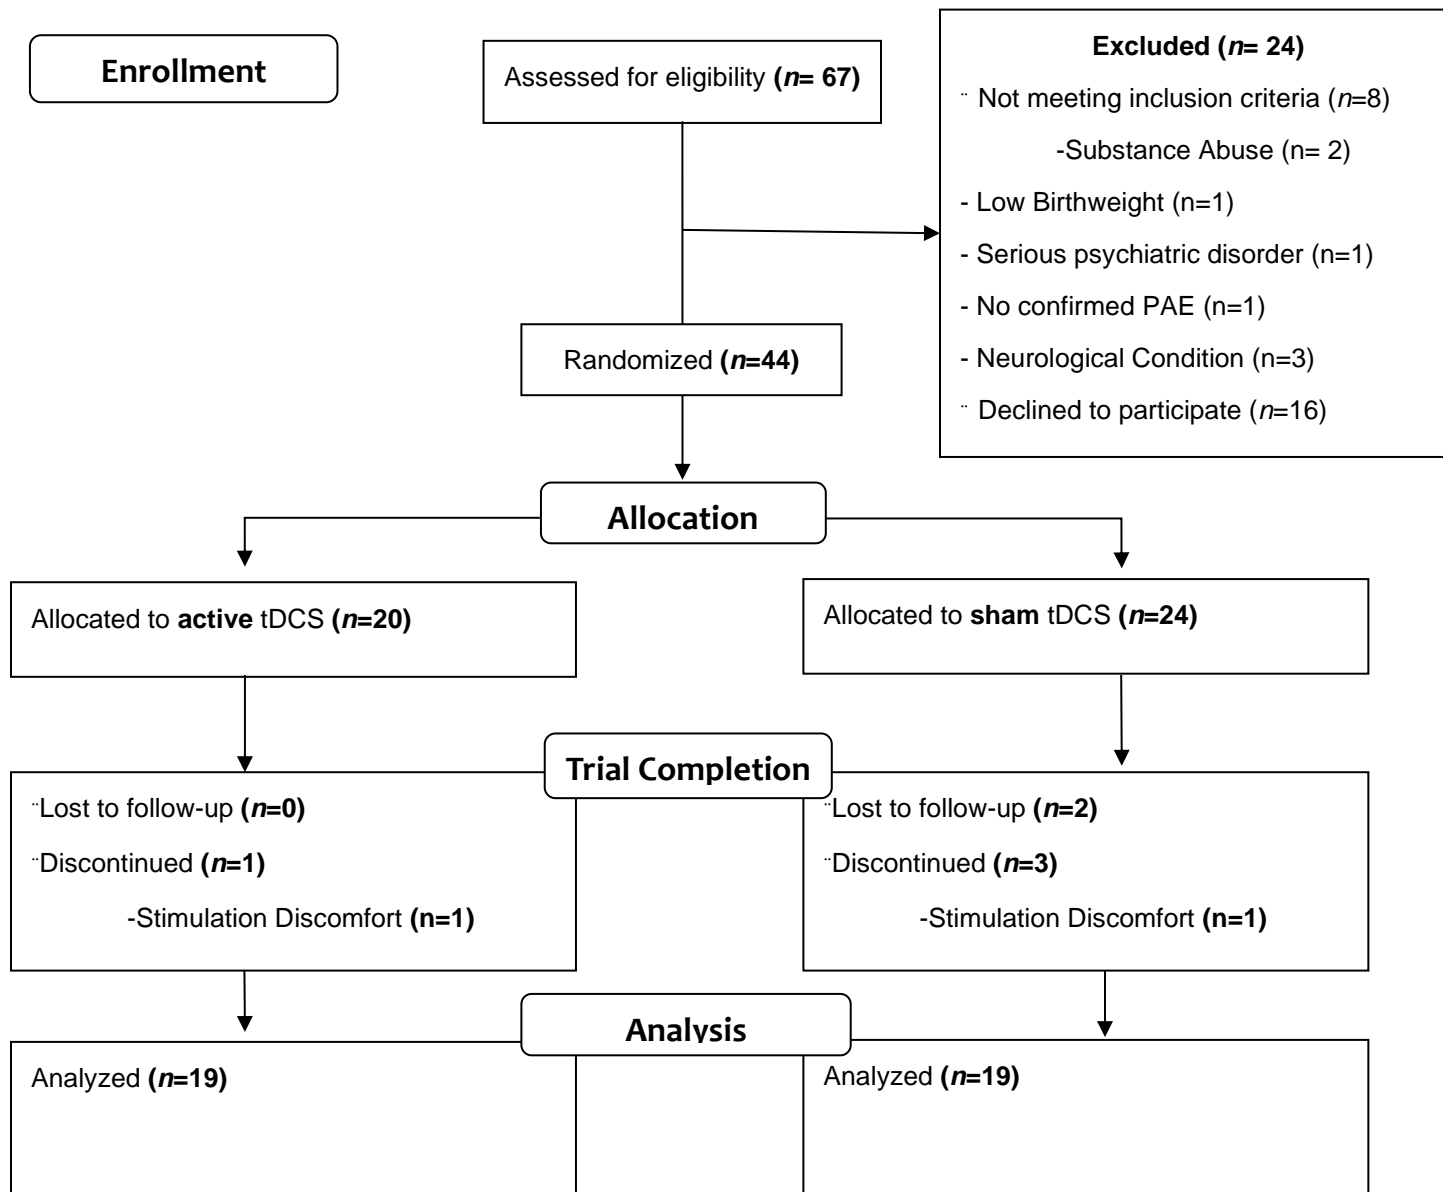 Enrollment
Assessed for eligibility (n= 67)
Excluded (n= 24)
¨ Not meeting inclusion criteria (n=8)
-Substance Abuse (n= 2)
- Low Birthweight (n=1)
- Serious psychiatric disorder (n=1)
- No confirmed PAE (n=1)
- Neurological Condition (n=3)
¨ Declined to participate (n=16)
Randomized (n=44)
Allocation
Allocated to active tDCS (n=20)
Allocated to sham tDCS (n=24)
Trial Completion
¨Lost to follow-up (n=0)
¨Discontinued (n=1)
-Stimulation Discomfort (n=1)
¨Lost to follow-up (n=2)
¨Discontinued (n=3)
-Stimulation Discomfort (n=1)
Analysis
Analyzed (n=19)
Analyzed (n=19)